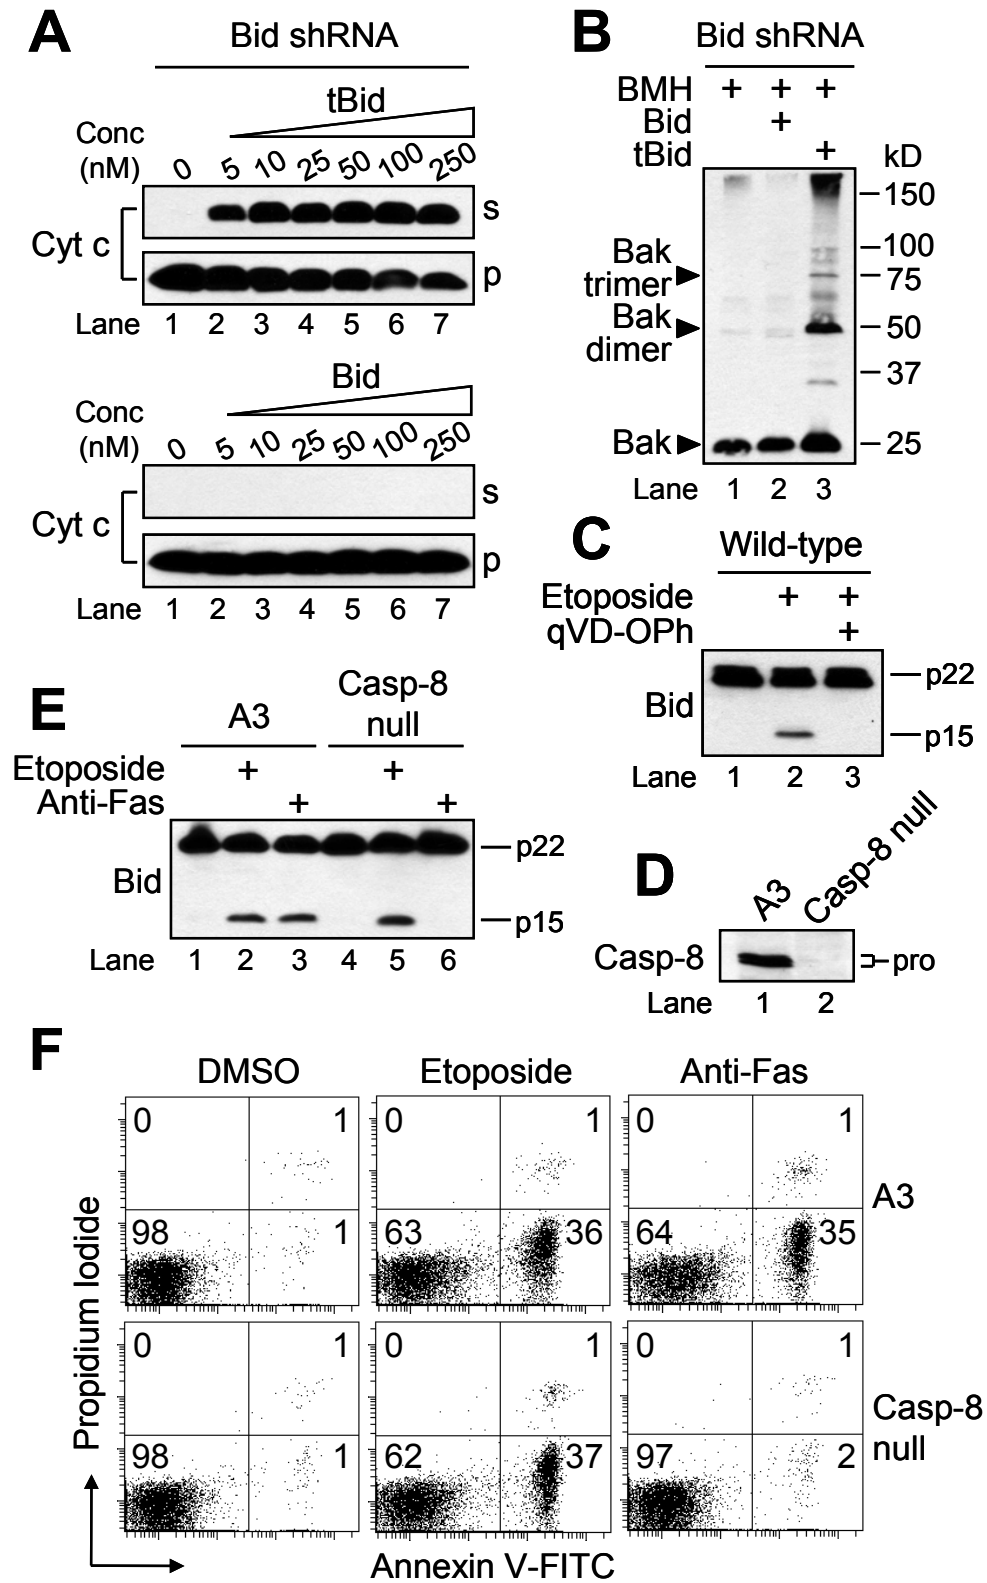 A
Bid shRNA
tBid
Conc
(nM)
0 5 10 25 50 100 250
Cyt c
s
p
Lane 1 2 3 4 5 6 7
Bid
Conc
(nM)
0 5 10 25 50 100 250
Cyt c
s
p
Lane 1 2 3 4 5 6 7
B
Bid shRNA
BMH + + +
Bid +
tBid +
kD
150
100
Bak
trimer
75
Bak
dimer
50
37
Bak
25
Lane 1 2 3
C
Wild-type
Etoposide + +
qVD-OPh +
Bid
p22
p15
Lane 1 2 3
E
A3
Casp-8
null
Etoposide + +
Anti-Fas + +
Bid
p22
p15
Lane 1 2 3 4 5 6
D
A3 Casp-8 null
Casp-8
pro
Lane 1 2
F
DMSO Etoposide Anti-Fas
0 1 0 1 0 1
A3
98 1 63 36 64 35
0 1 0 1 0 1
Casp-8
null
98 1 62 37 97 2
Propidium Iodide
Annexin V-FITC